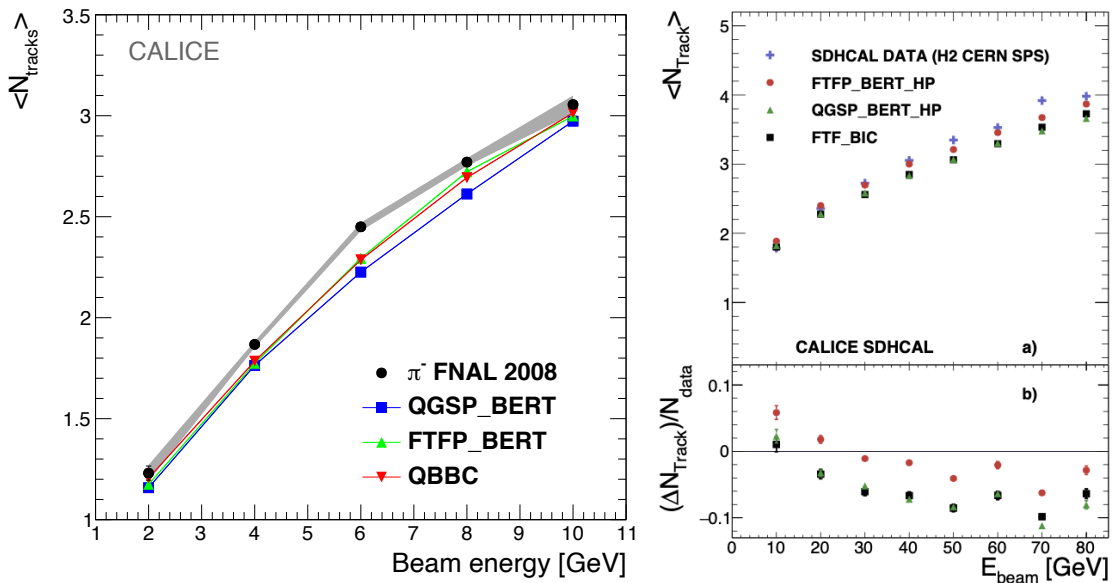 CALICE
<N_tracks>
3.5
3
2.5
2
1.5
1
π⁻ FNAL 2008
QGSP_BERT
FTFP_BERT
QBBC
1 2 3 4 5 6 7 8 9 10 11
Beam energy [GeV]
<N_Track>
5
4
3
2
1
SDHCAL DATA (H2 CERN SPS)
FTFP_BERT_HP
QGSP_BERT_HP
FTF_BIC
CALICE SDHCAL a)
(ΔN_Track)/N_data
0.1
0
−0.1
b)
0 10 20 30 40 50 60 70 80
E_beam [GeV]